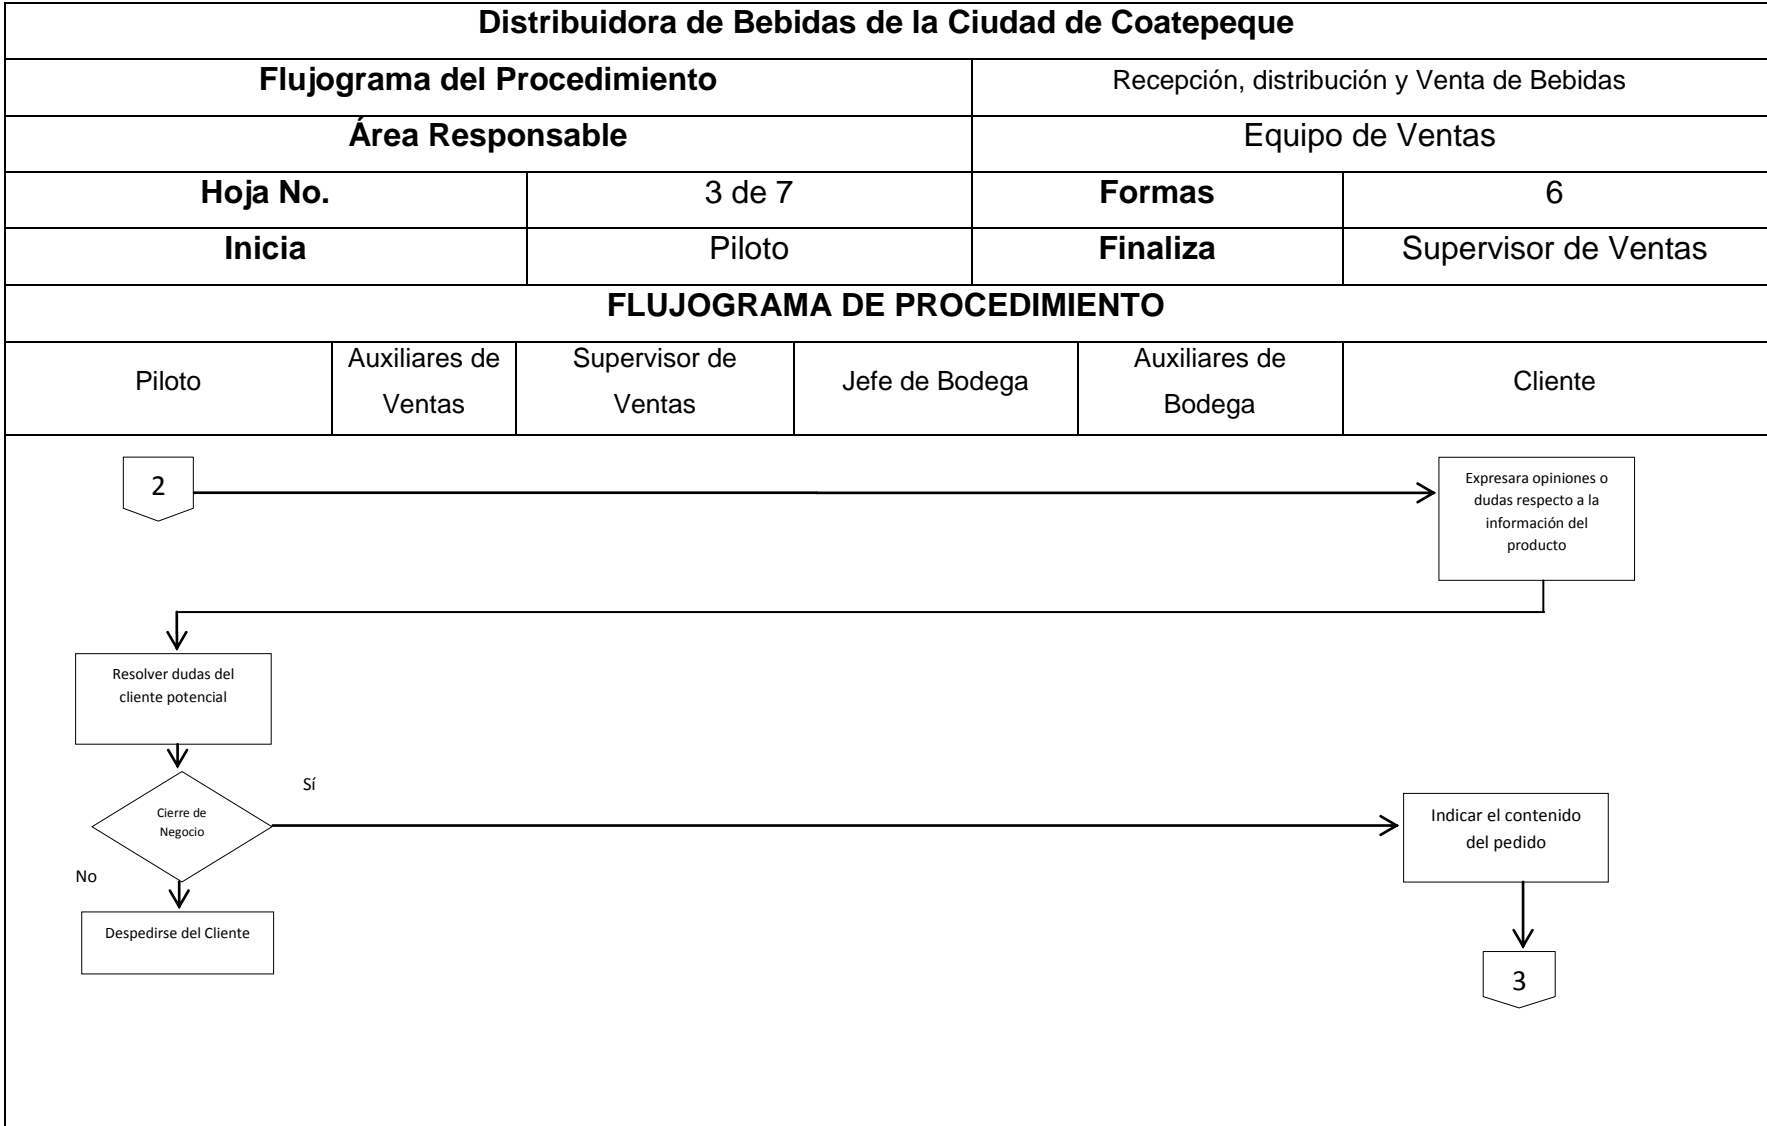 Distribuidora de Bebidas de la Ciudad de Coatepeque
Flujograma del Procedimiento
Recepción, distribución y Venta de Bebidas
Área Responsable
Equipo de Ventas
Hoja No.
3 de 7
Formas
6
Inicia
Piloto
Finaliza
Supervisor de Ventas
FLUJOGRAMA DE PROCEDIMIENTO
Piloto
Auxiliares de
Ventas
Supervisor de
Ventas
Jefe de Bodega
Auxiliares de
Bodega
Cliente
2
Expresara opiniones o
dudas respecto a la
información del
producto
Resolver dudas del
cliente potencial
Cierre de
Negocio
Sí
Indicar el contenido
del pedido
No
Despedirse del Cliente
3